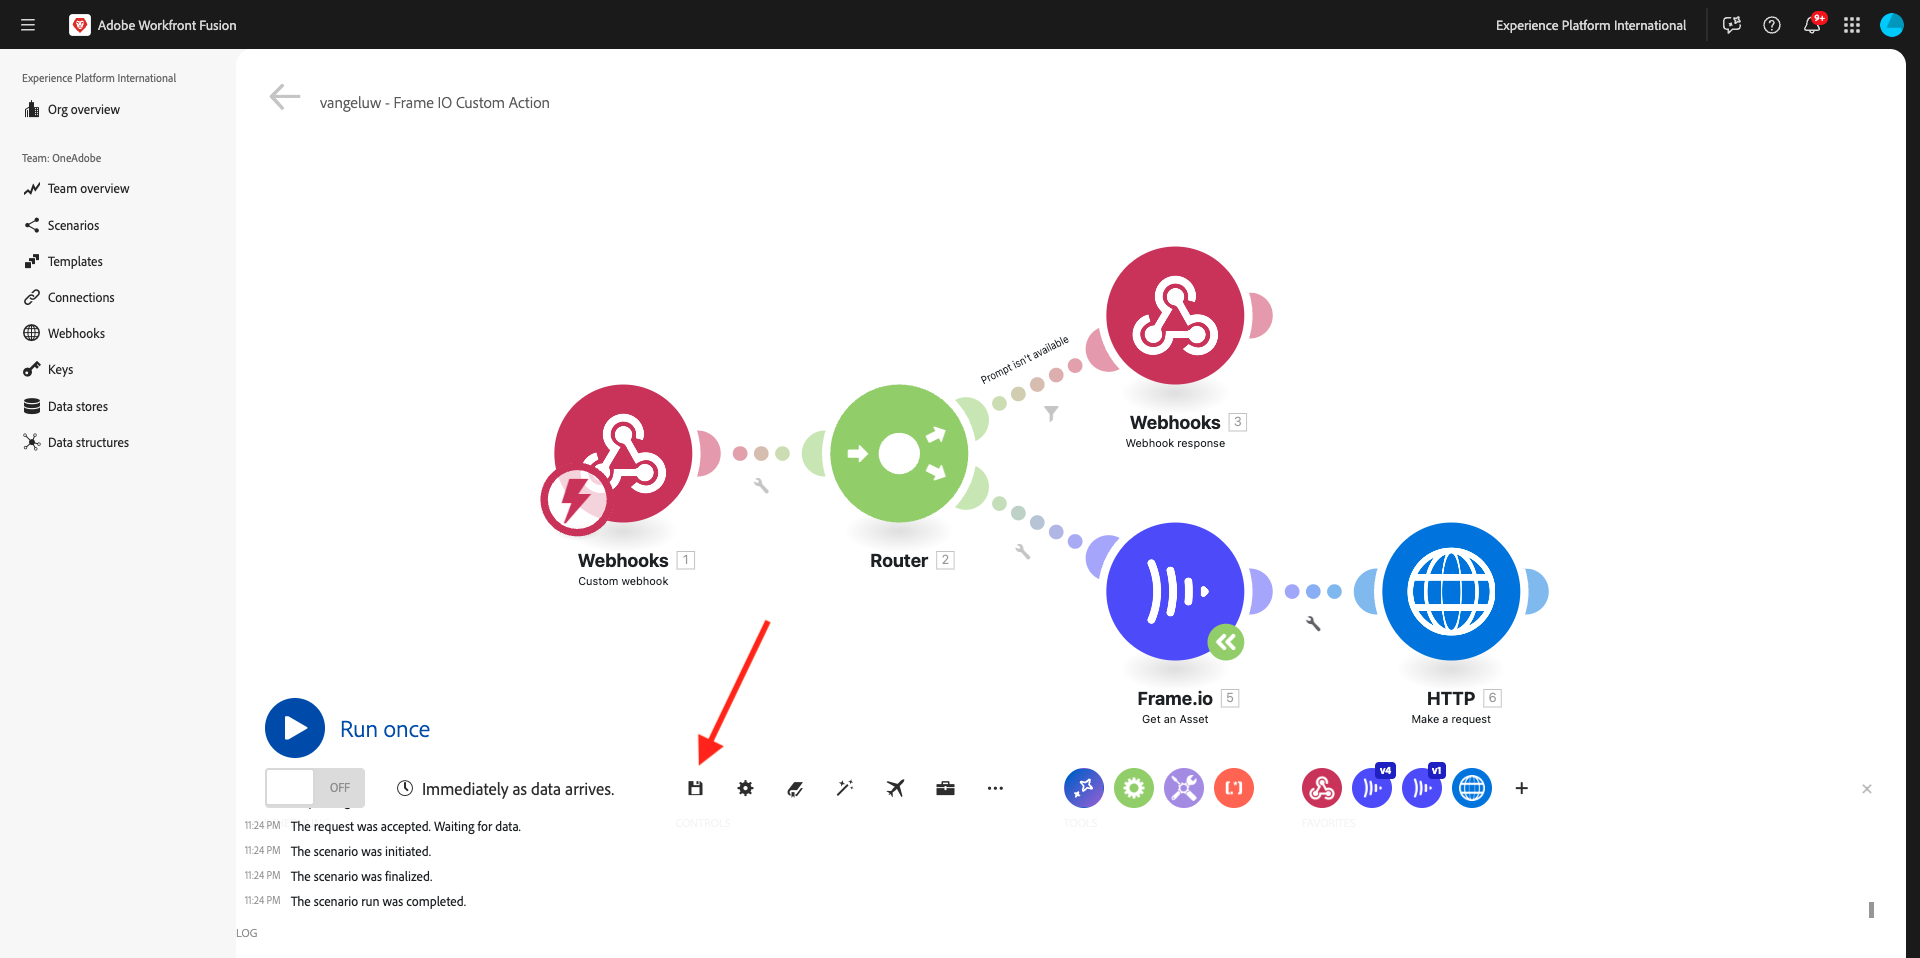 Adobe Workfront Fusion
Experience Platform International
9+
Experience Platform International
Org overview
Team: OneAdobe
Team overview
Scenarios
Templates
Connections
Webhooks
Keys
Data stores
Data structures
vangeluw - Frame IO Custom Action
Prompt isn't available
Webhooks 3
Webhook response
Webhooks 1
Custom webhook
Router 2
Frame.io 5
Get an Asset
HTTP 6
Make a request
Run once
OFF
Immediately as data arrives.
v4
v1
CONTROLS
TOOLS
FAVORITES
11:24 PM The request was accepted. Waiting for data.
11:24 PM The scenario was initiated.
11:24 PM The scenario was finalized.
11:24 PM The scenario run was completed.
LOG